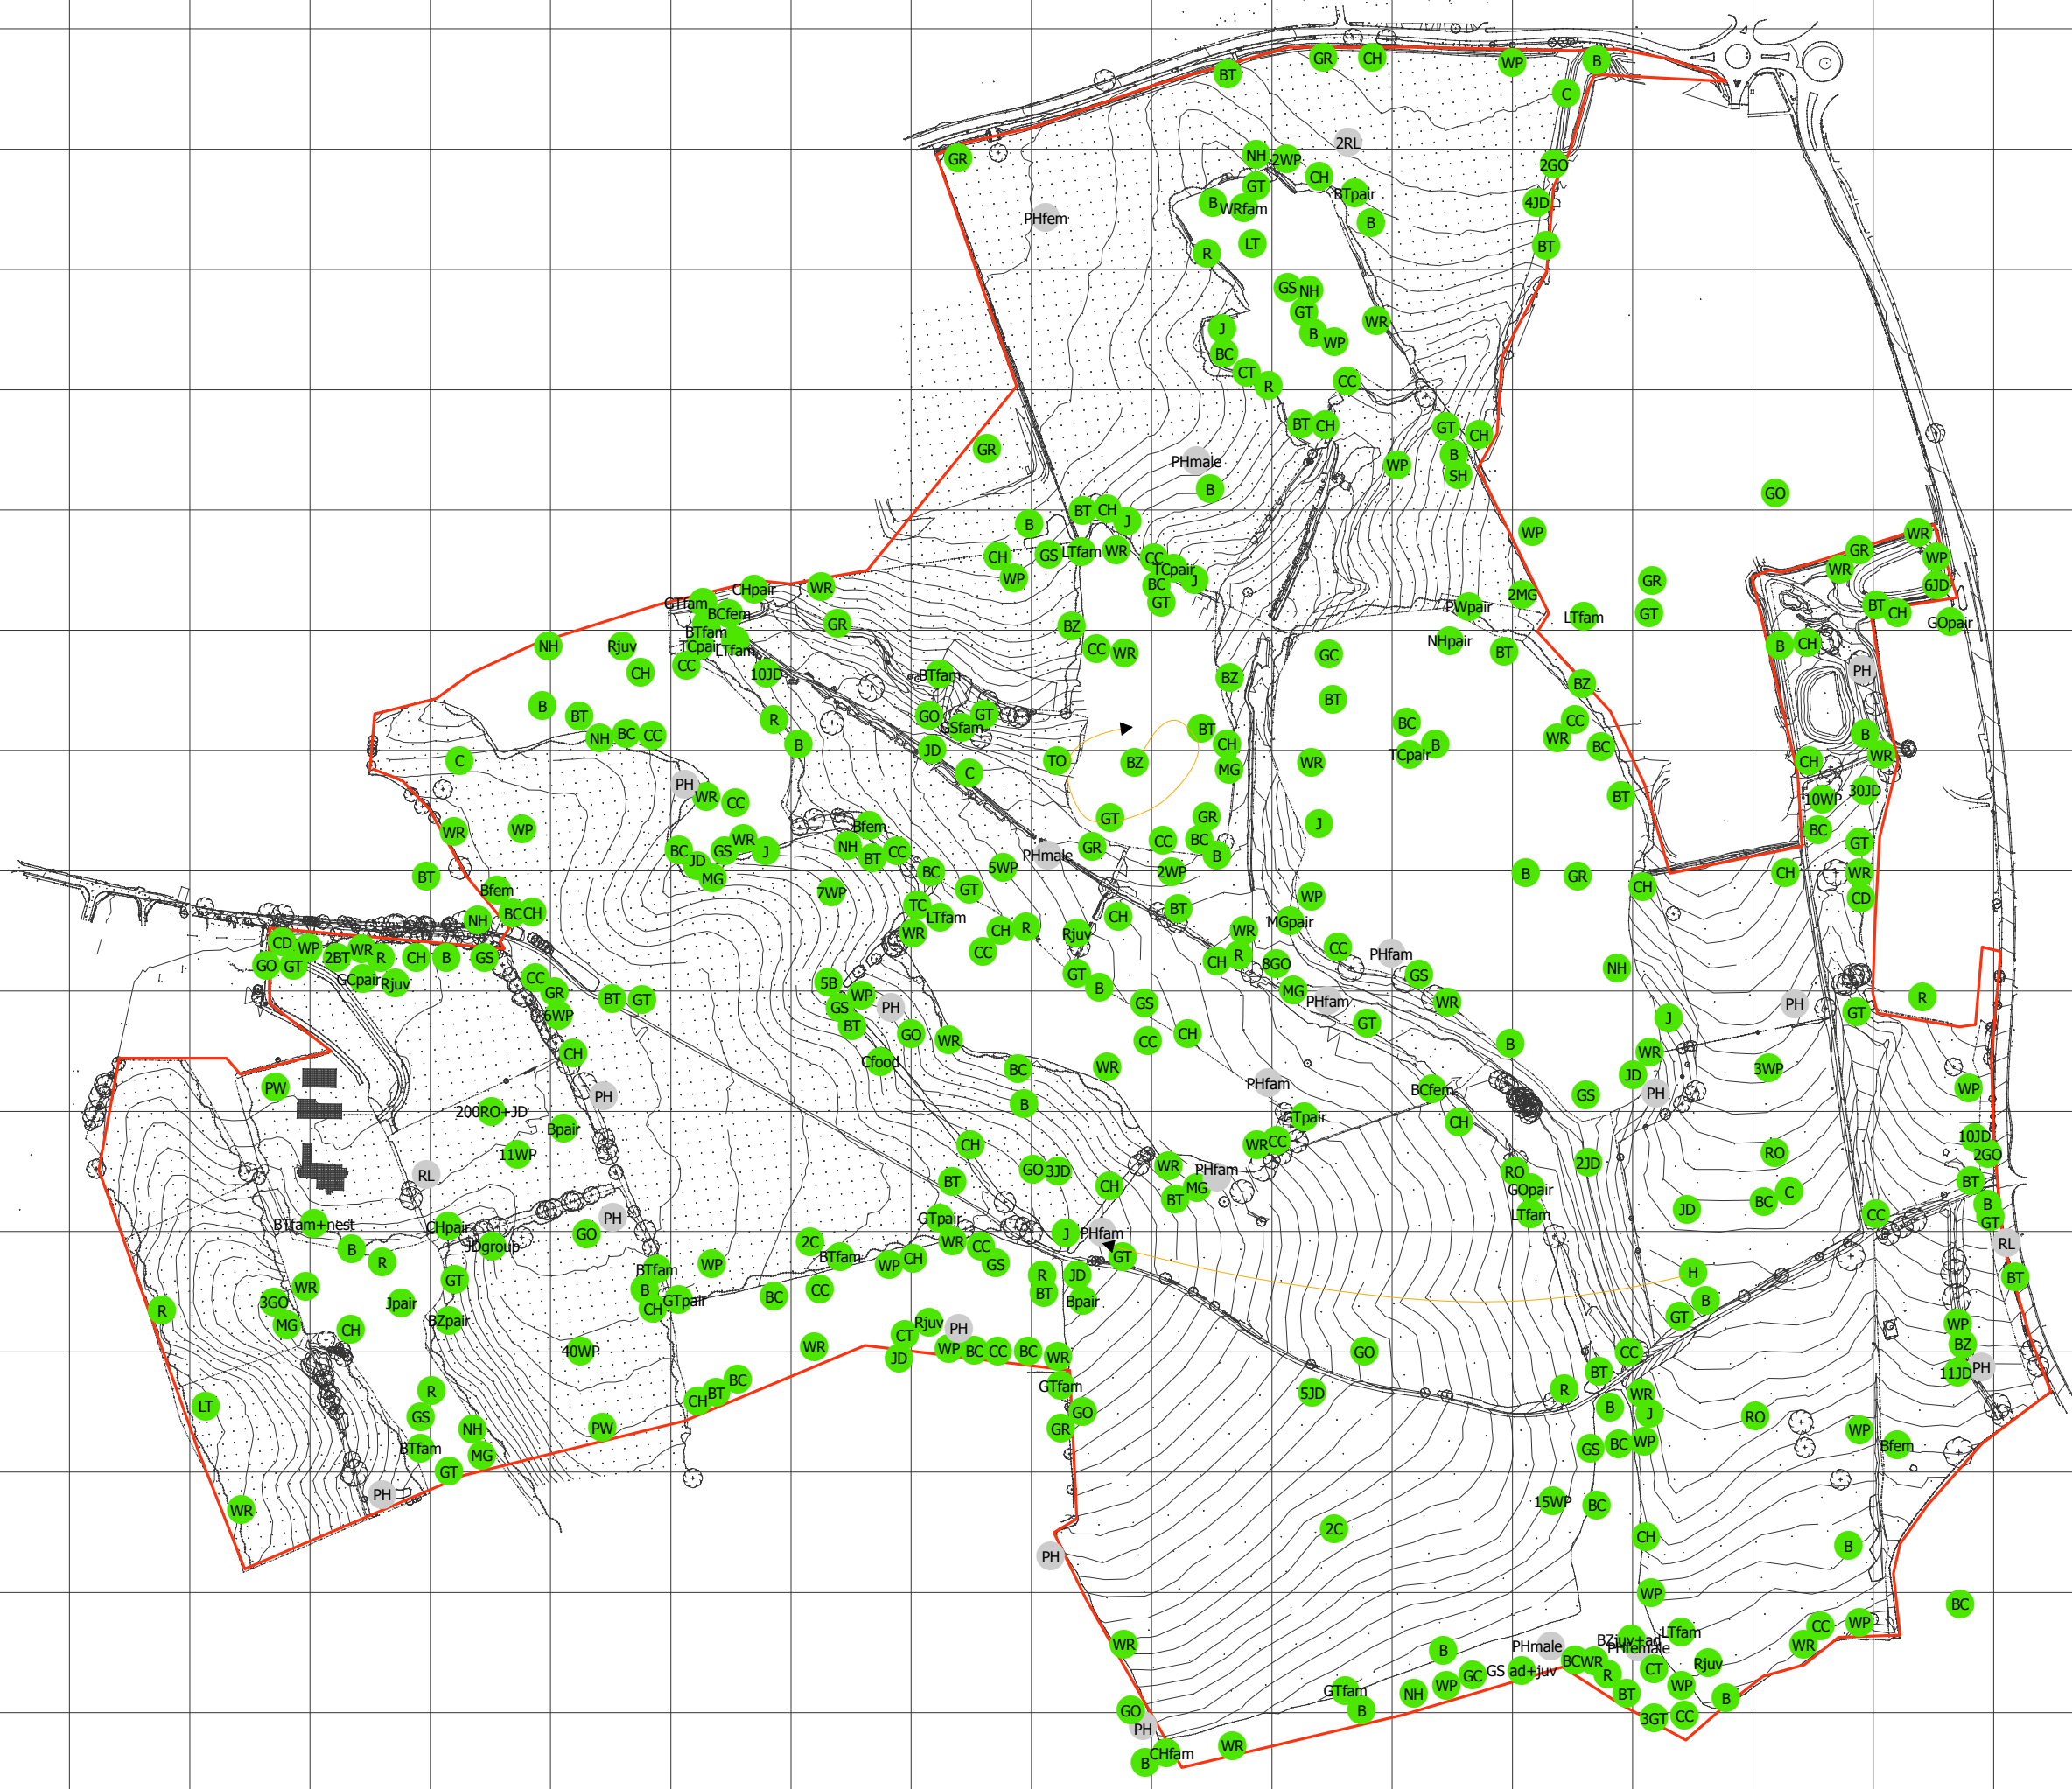 B
GR
CH
WP
BT
C
2RL
NH
2WP
GR
2GO
CH
GT
BTpair
B
WRfam
4JD
PHfem
B
LT
BT
R
GS
NH
GT
WR
J
B
WP
BC
CT
CC
R
BT
CH
GT
CH
GR
B
PHmale
WP
SH
B
GO
BT
CH
J
B
WP
WR
GR
LTfam
WR
CH
GS
CC
WP
TCpair
WR
WP
J
GR
BC
6JD
CHpair
WR
2MG
GTfam
GT
PWpair
BT
BCfem
GT
CH
LTfam
GR
BZ
GOpair
BTfam
NHpair
NH
Rjuv
TCpair
B
CH
LTfam
CC
WR
BT
GC
CC
PH
CH
10JD
BTfam
BZ
BZ
BT
B
BT
GO
GT
R
CC
BC
GSfam
BT
BC
B
NH
CC
WR
B
CH
B
BC
JD
TCpair
WR
C
TO
BZ
WR
CH
MG
C
PH
30JD
WR
BT
10WP
CC
GT
GR
J
WP
Bfem
BC
WR
WR
CC
BC
GT
NH
GR
BC
GS
J
CC
B
JD
BT
PHmale
5WP
BC
2WP
B
CH
WR
BT
MG
GR
CH
GT
7WP
Bfem
WP
CD
TC
BT
BC
CH
LTfam
CH
NH
MGpair
R
CH
WR
Rjuv
WR
CD
WP
CC
WR
CC
PHfam
2BT
R
CH
B
GS
R
CH
8GO
GO
GT
NH
GT
GS
CC
GCpair
Rjuv
5B
B
MG
GR
WP
R
BT
GT
GS
PHfam
WR
PH
GS
PH
6WP
GT
GT
J
BT
GO
CH
WR
CC
B
CH
WR
Cfood
WR
BC
3WP
JD
PHfam
PW
BCfem
WP
PH
PH
GS
B
200RO+JD
GTpair
CH
Bpair
10JD
CH
WR
CC
11WP
RO
2GO
2JD
WR
GO
3JD
PHfam
RO
RL
BT
BT
CH
MG
GOpair
C
BT
BC
B
JD
LTfam
CC
PH
GTpair
BTfam+nest
GT
CHpair
GO
J
PHfam
2C
WR
RL
JDgroup
CC
B
BTfam
GT
CH
R
WP
WP
GS
BTfam
H
R
JD
BT
GT
WR
B
CC
BT
BC
GTpair
B
3GO
Jpair
Bpair
CH
R
GT
BZpair
Rjuv
MG
WP
PH
CH
CT
BZ
WR
WP
BC
CC
BC
40WP
GO
CC
WR
JD
PH
11JD
BT
BC
GTfam
R
BT
R
5JD
WR
CH
LT
B
GO
J
GS
RO
PW
GR
NH
WP
WP
BC
Bfem
BTfam
GS
MG
GT
PH
15WP
BC
WR
2C
CH
B
PH
WP
BC
WP
CC
LTfam
BZjuv+ad
WR
WR
PHmale
PHfemale
B
BC
WR
Rjuv
GS ad+juv
CT
R
GC
WP
WP
GTfam
NH
BT
B
GO
B
CC
3GT
PH
WR
CHfam
B